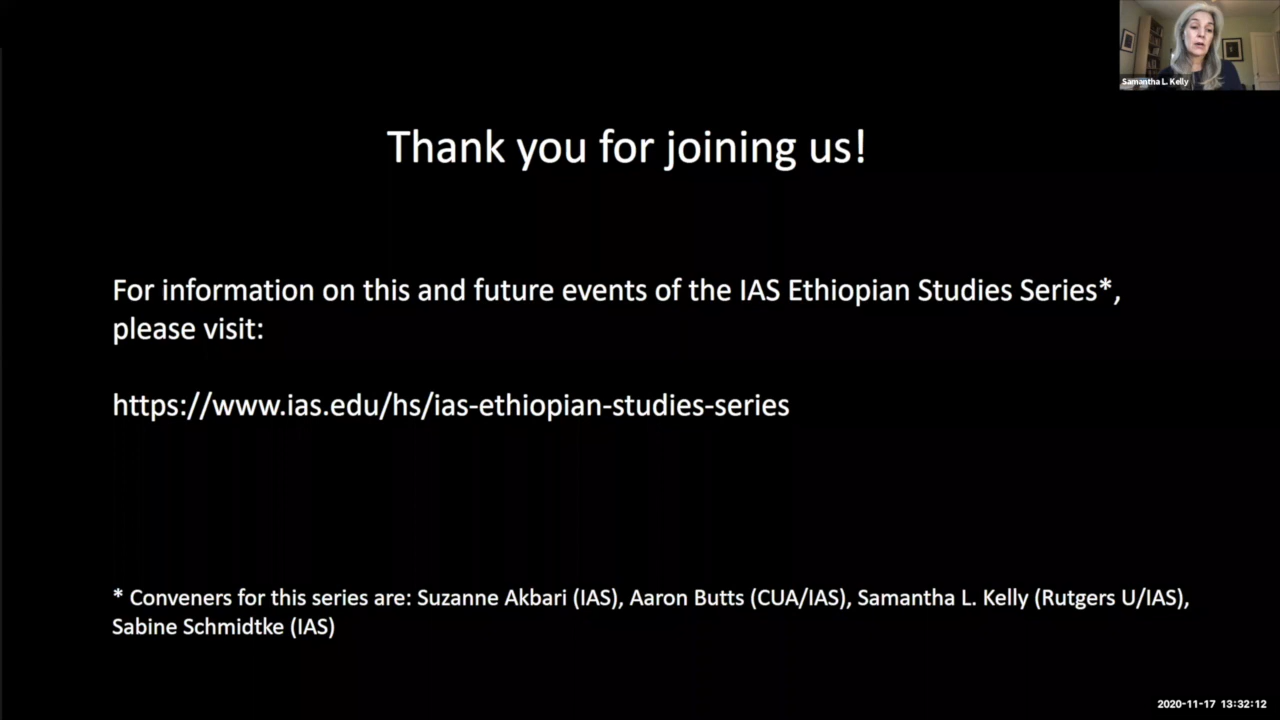 Samantha L. Kelly
Thank you for joining us!
For information on this and future events of the IAS Ethiopian Studies Series*,
please visit:
https://www.ias.edu/hs/ias-ethiopian-studies-series
* Conveners for this series are: Suzanne Akbari (IAS), Aaron Butts (CUA/IAS), Samantha L. Kelly (Rutgers U/IAS),
Sabine Schmidtke (IAS)
2020-11-17 13:32:12